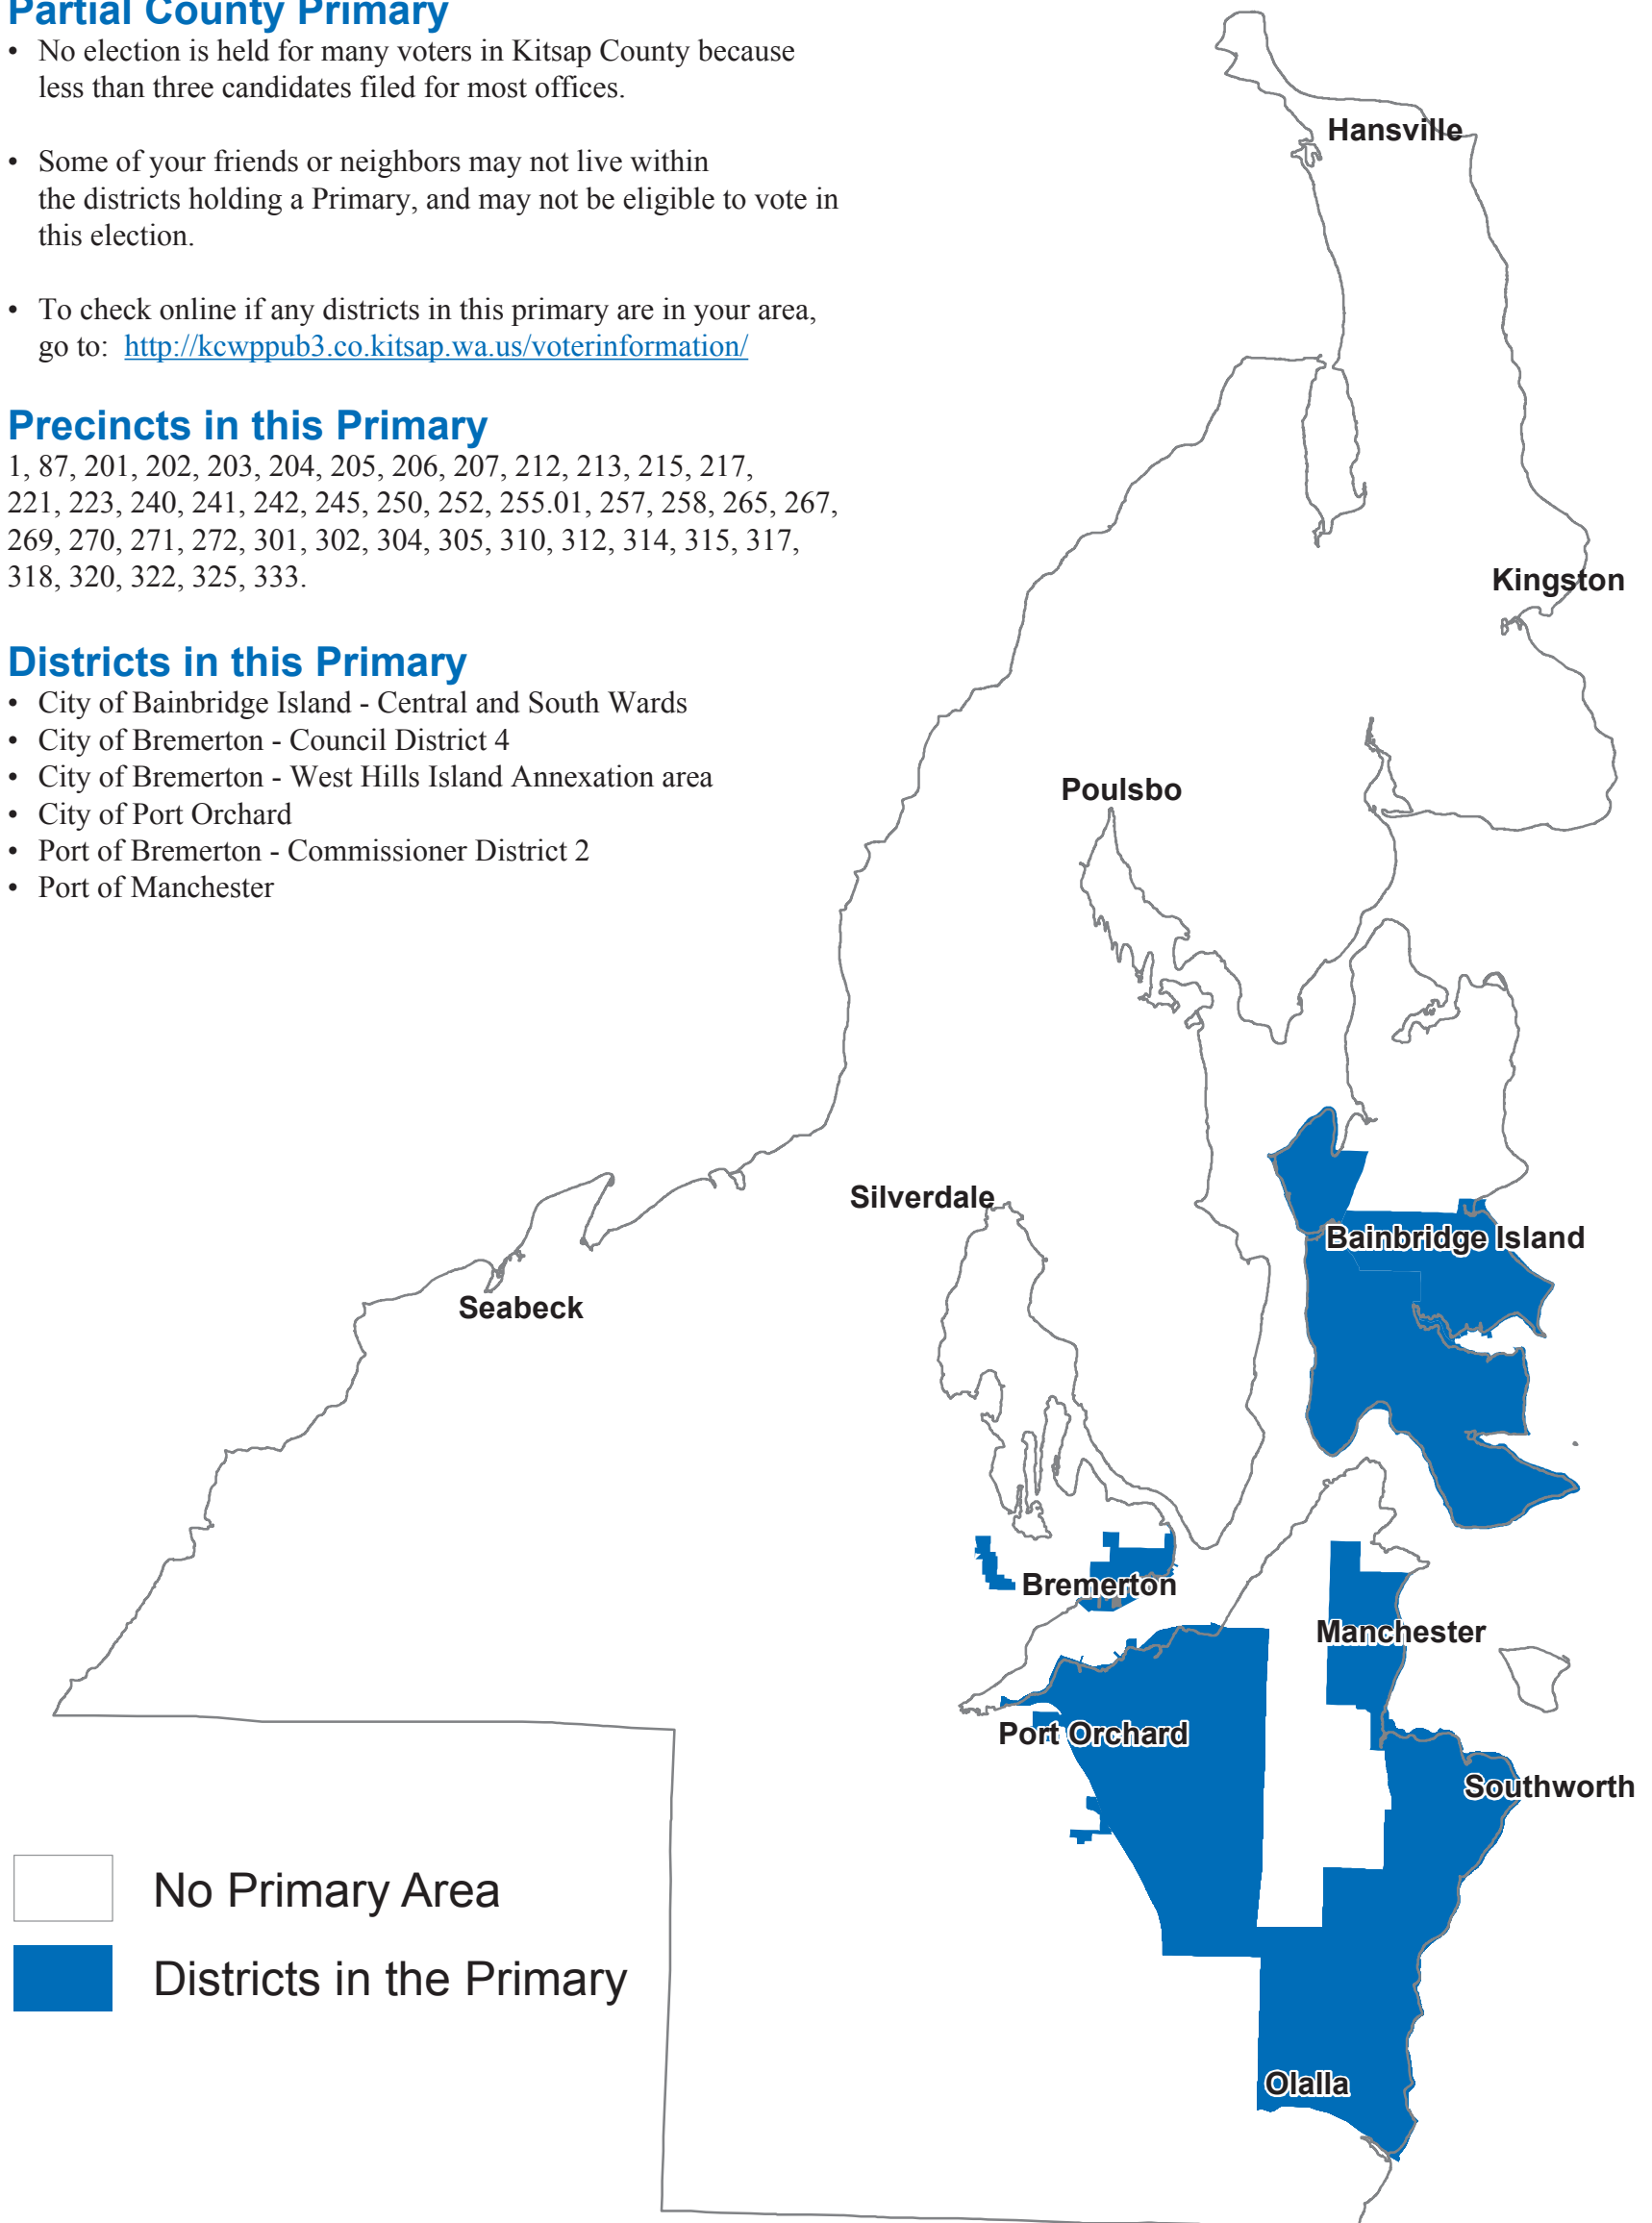 Partial County Primary
• No election is held for many voters in Kitsap County because
less than three candidates filed for most offices.
• Some of your friends or neighbors may not live within
the districts holding a Primary, and may not be eligible to vote in
this election.
• To check online if any districts in this primary are in your area,
go to: http://kcwppub3.co.kitsap.wa.us/voterinformation/
Precincts in this Primary
1, 87, 201, 202, 203, 204, 205, 206, 207, 212, 213, 215, 217,
221, 223, 240, 241, 242, 245, 250, 252, 255.01, 257, 258, 265, 267,
269, 270, 271, 272, 301, 302, 304, 305, 310, 312, 314, 315, 317,
318, 320, 322, 325, 333.
Districts in this Primary
• City of Bainbridge Island - Central and South Wards
• City of Bremerton - Council District 4
• City of Bremerton - West Hills Island Annexation area
• City of Port Orchard
• Port of Bremerton - Commissioner District 2
• Port of Manchester
Hansville
Kingston
Poulsbo
Silverdale
Bainbridge Island
Seabeck
Bremerton
Manchester
Port Orchard
Southworth
Olalla
No Primary Area
Districts in the Primary